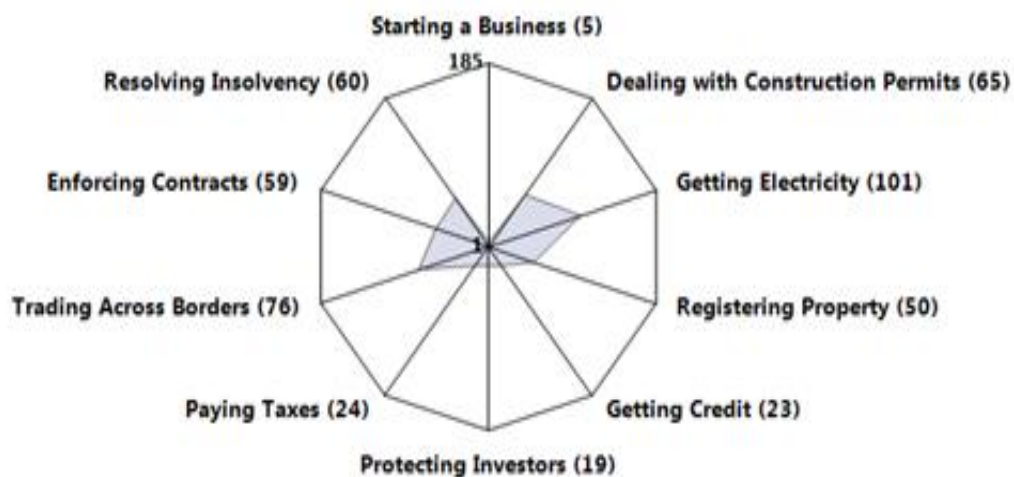 Starting a Business (5)
185
Resolving Insolvency (60)
Dealing with Construction Permits (65)
Enforcing Contracts (59)
Getting Electricity (101)
1
Trading Across Borders (76)
Registering Property (50)
Paying Taxes (24)
Getting Credit (23)
Protecting Investors (19)